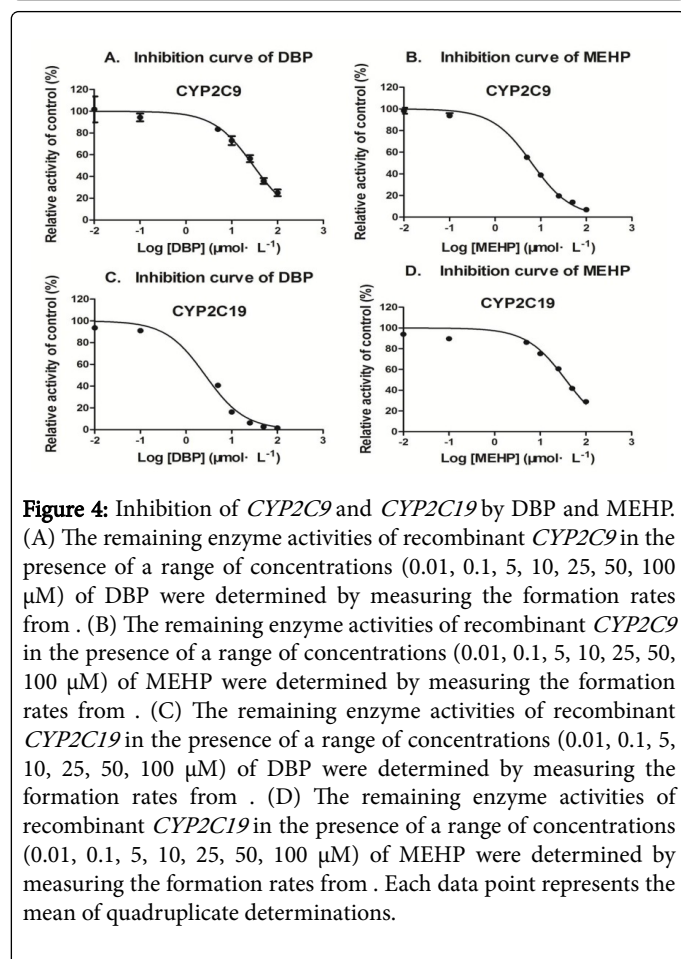 A. Inhibition curve of DBP
CYP2C9
Relative activity of control (%)
120
100
80
60
40
20
0
-2 -1 0 1 2 3
Log [DBP] (µmol· L⁻¹)
B. Inhibition curve of MEHP
CYP2C9
Relative activity of control (%)
120
100
80
60
40
20
0
-2 -1 0 1 2 3
Log [MEHP] (µmol· L⁻¹)
C. Inhibition curve of DBP
CYP2C19
Relative activity of control (%)
120
100
80
60
40
20
0
-2 -1 0 1 2 3
Log [DBP] (µmol· L⁻¹)
D. Inhibition curve of MEHP
CYP2C19
Relative activity of control (%)
120
100
80
60
40
20
0
-2 -1 0 1 2 3
Log [MEHP] (µmol· L⁻¹)
Figure 4: Inhibition of CYP2C9 and CYP2C19 by DBP and MEHP.
(A) The remaining enzyme activities of recombinant CYP2C9 in the
presence of a range of concentrations (0.01, 0.1, 5, 10, 25, 50, 100
µM) of DBP were determined by measuring the formation rates
from . (B) The remaining enzyme activities of recombinant CYP2C9
in the presence of a range of concentrations (0.01, 0.1, 5, 10, 25, 50,
100 µM) of MEHP were determined by measuring the formation
rates from . (C) The remaining enzyme activities of recombinant
CYP2C19 in the presence of a range of concentrations (0.01, 0.1, 5,
10, 25, 50, 100 µM) of DBP were determined by measuring the
formation rates from . (D) The remaining enzyme activities of
recombinant CYP2C19 in the presence of a range of concentrations
(0.01, 0.1, 5, 10, 25, 50, 100 µM) of MEHP were determined by
measuring the formation rates from . Each data point represents the
mean of quadruplicate determinations.